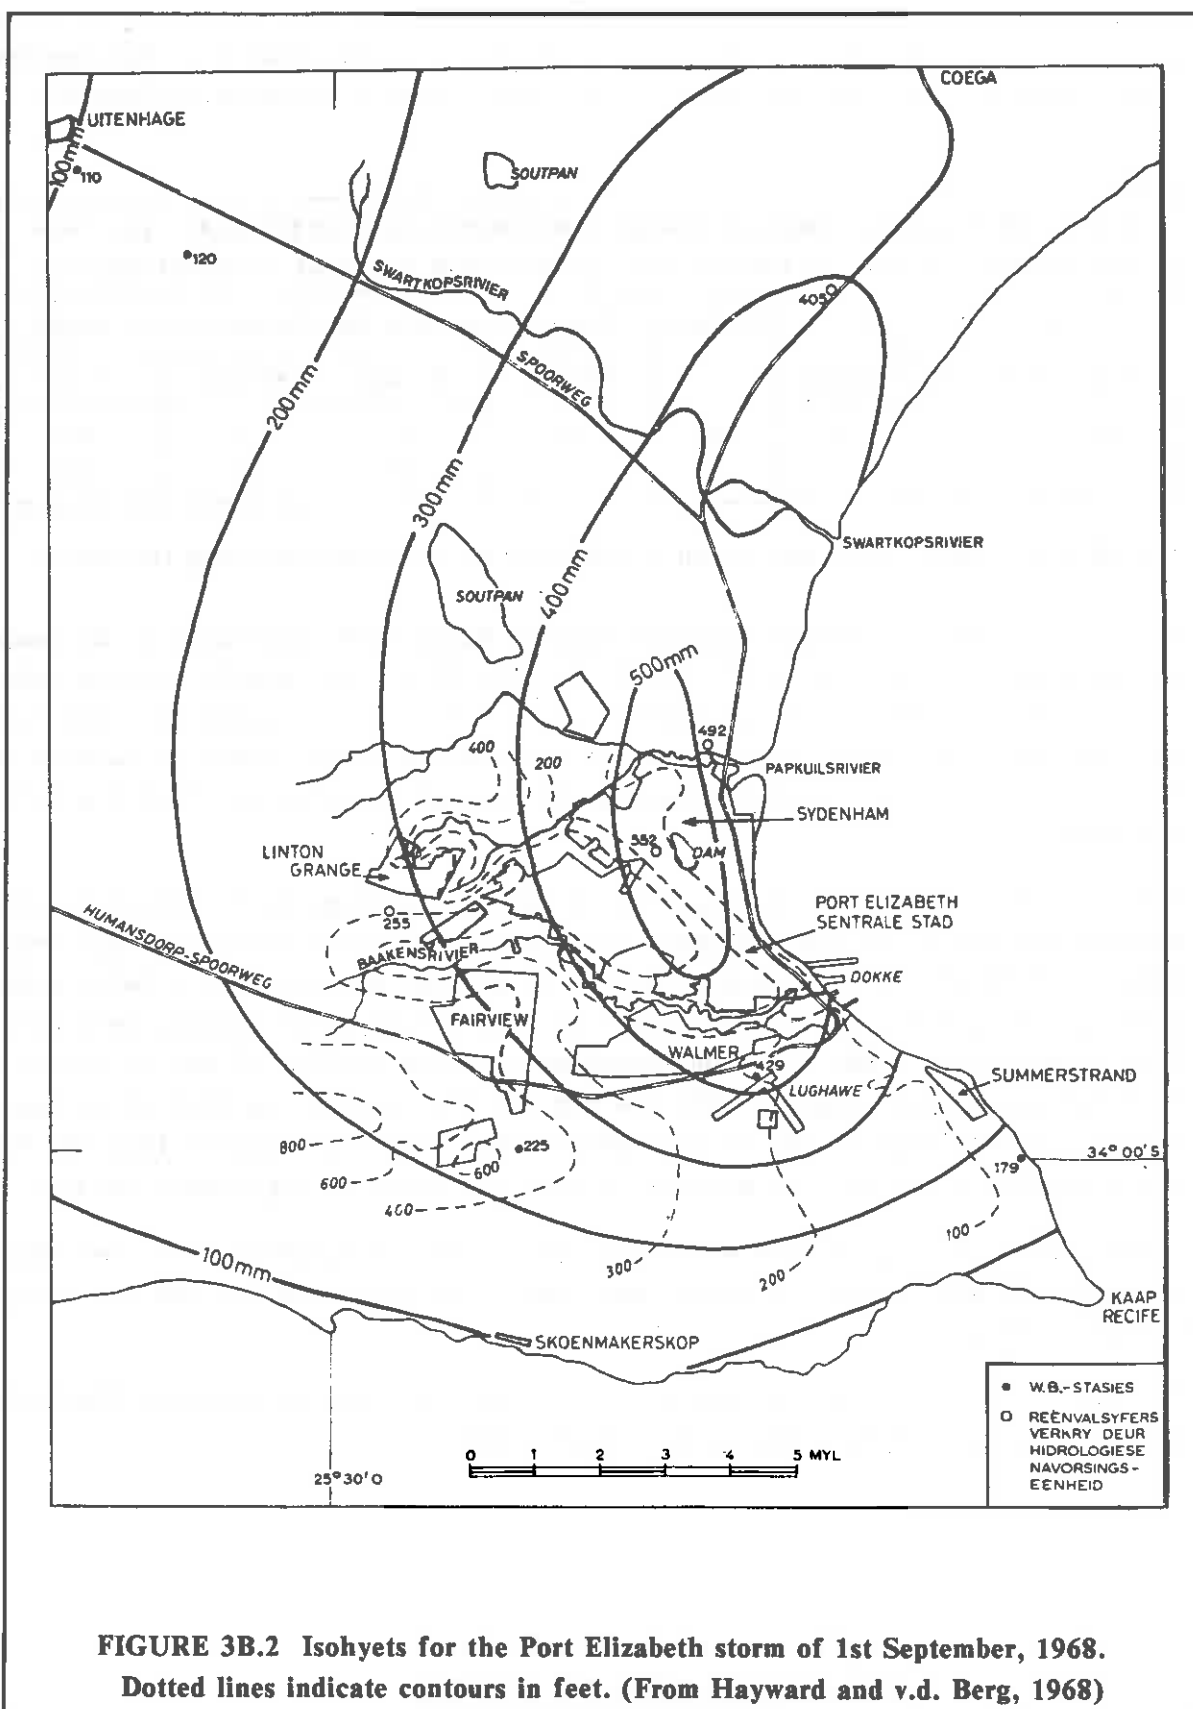 COEGA
UITENHAGE
100mm
110
SOUTPAN
120
SWARTKOPSRIVIER
405
SPOORWEG
200mm
300mm
SWARTKOPSRIVIER
400mm
SOUTPAN
500mm
492
400
200
PAPKUILSRIVIER
SYDENHAM
552
DAM
LINTON
GRANGE
PORT ELIZABETH
SENTRALE STAD
HUMANSDORP-SPOORWEG
255
BAAKENSRIVIER
DOKKE
FAIRVIEW
WALMER
429
LUGHAWE
SUMMERSTRAND
800
225
600
600
400
179
34° 00'S
100
100mm
300
200
KAAP
RECIFE
SKOENMAKERSKOP
W.B.-STASIES
REËNVALSYFERS
VERKRY DEUR
HIDROLOGIESE
NAVORSINGS-
EENHEID
0 1 2 3 4 5 MYL
25° 30' O
FIGURE 3B.2 Isohyets for the Port Elizabeth storm of 1st September, 1968.
Dotted lines indicate contours in feet. (From Hayward and v.d. Berg, 1968)